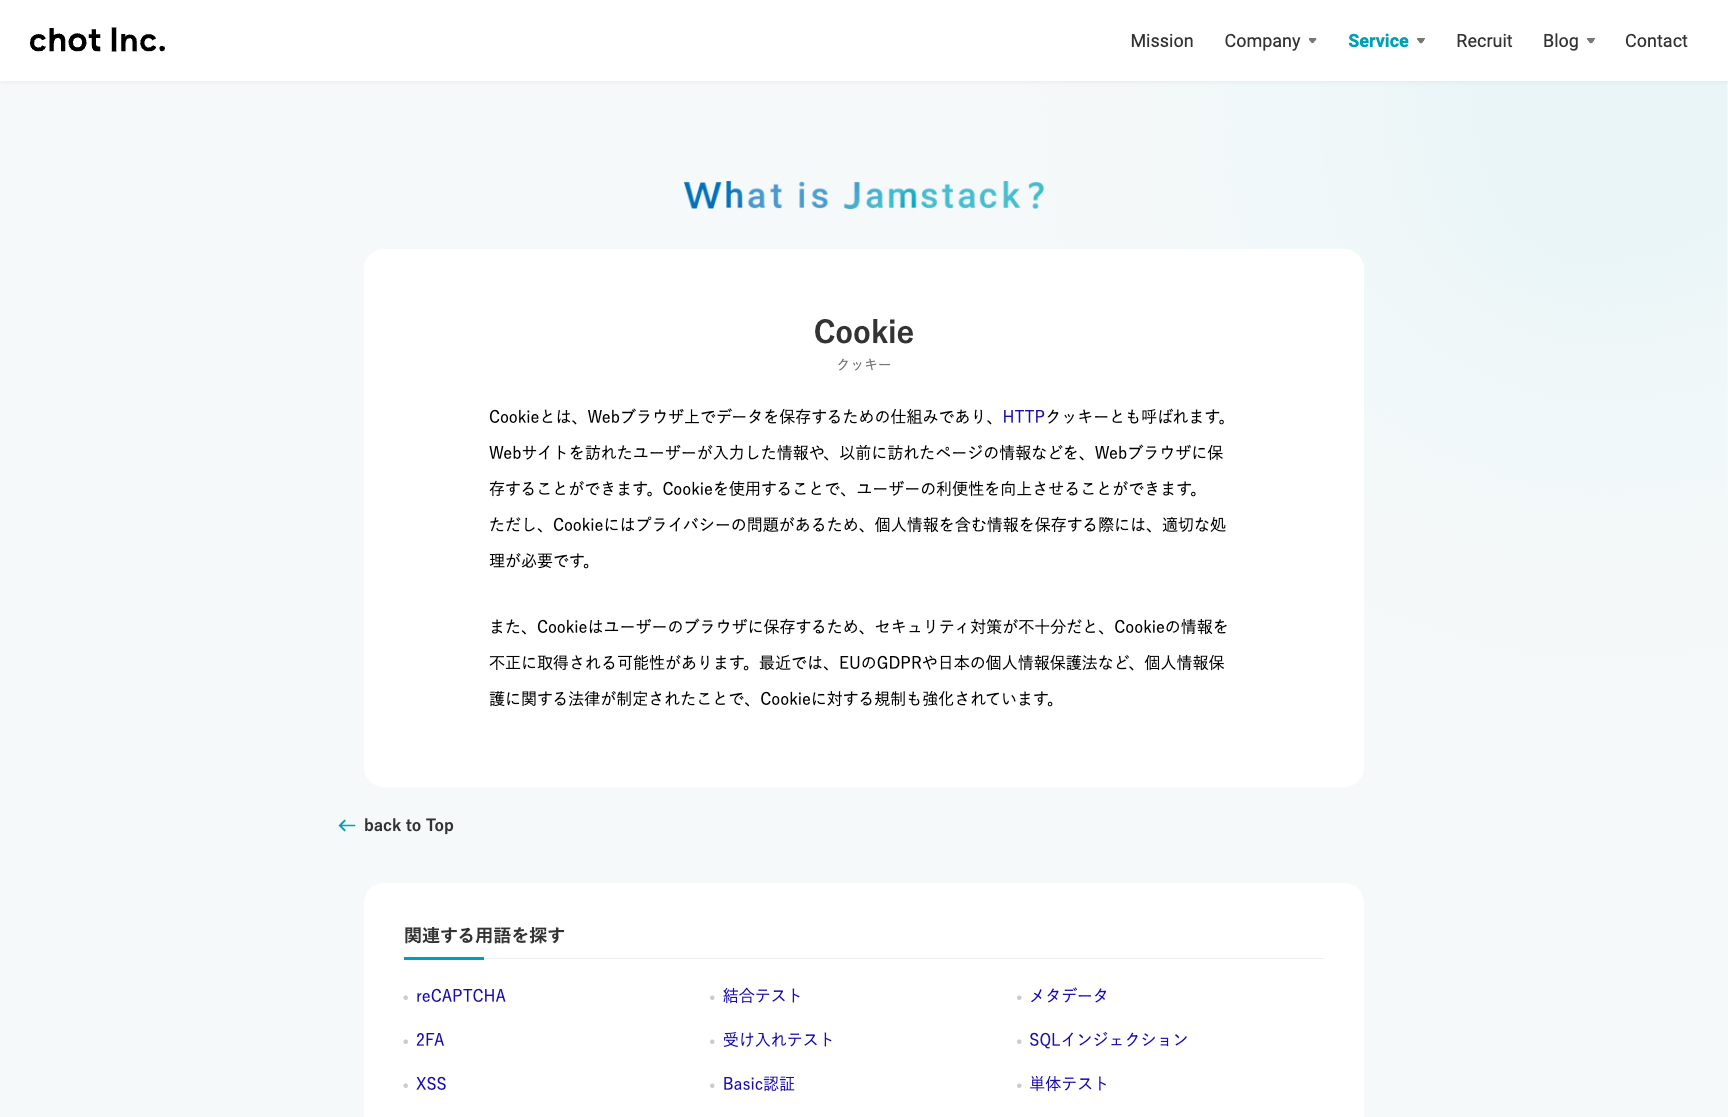 chot Inc.
Mission Company Service Recruit Blog Contact
What is Jamstack?
Cookie
クッキー
Cookieとは、Webブラウザ上でデータを保存するための仕組みであり、HTTPクッキーとも呼ばれます。
Webサイトを訪れたユーザーが入力した情報や、以前に訪れたページの情報などを、Webブラウザに保
存することができます。Cookieを使用することで、ユーザーの利便性を向上させることができます。
ただし、Cookieにはプライバシーの問題があるため、個人情報を含む情報を保存する際には、適切な処
理が必要です。
また、Cookieはユーザーのブラウザに保存するため、セキュリティ対策が不十分だと、Cookieの情報を
不正に取得される可能性があります。最近では、EUのGDPRや日本の個人情報保護法など、個人情報保
護に関する法律が制定されたことで、Cookieに対する規制も強化されています。
back to Top
関連する用語を探す
reCAPTCHA 結合テスト メタデータ
2FA 受け入れテスト SQLインジェクション
XSS Basic認証 単体テスト